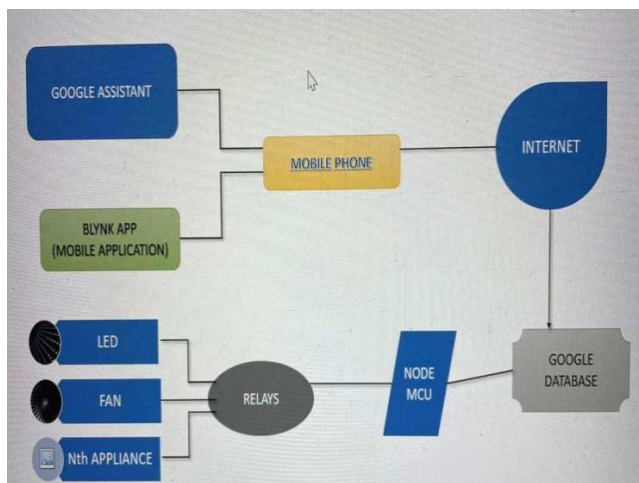 GOOGLE ASSISTANT
MOBILE PHONE
INTERNET
BLYNK APP
(MOBILE APPLICATION)
LED
FAN
Nth APPLIANCE
RELAYS
NODE
MCU
GOOGLE
DATABASE